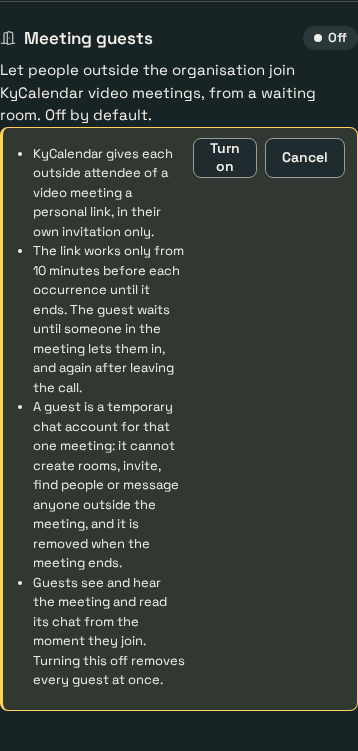 Meeting guests
Off
Let people outside the organisation join
KyCalendar video meetings, from a waiting
room. Off by default.
• KyCalendar gives each
outside attendee of a
video meeting a
personal link, in their
own invitation only.
• The link works only from
10 minutes before each
occurrence until it
ends. The guest waits
until someone in the
meeting lets them in,
and again after leaving
the call.
• A guest is a temporary
chat account for that
one meeting: it cannot
create rooms, invite,
find people or message
anyone outside the
meeting, and it is
removed when the
meeting ends.
• Guests see and hear
the meeting and read
its chat from the
moment they join.
Turning this off removes
every guest at once.
Turn
on
Cancel